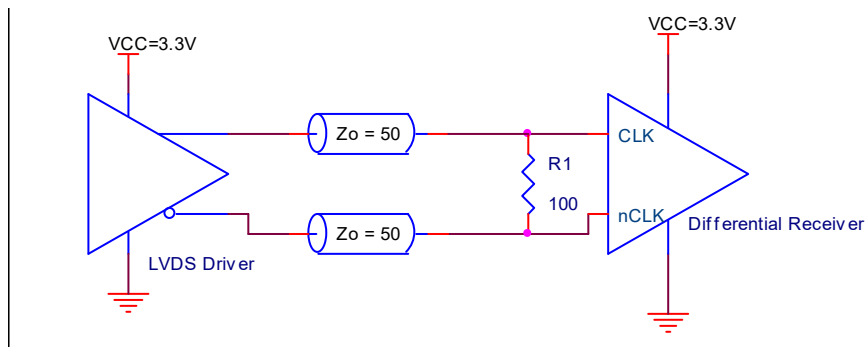 VCC=3.3V
VCC=3.3V
Zo = 50
CLK
R1
100
nCLK
Differential Receiver
Zo = 50
LVDS Driver